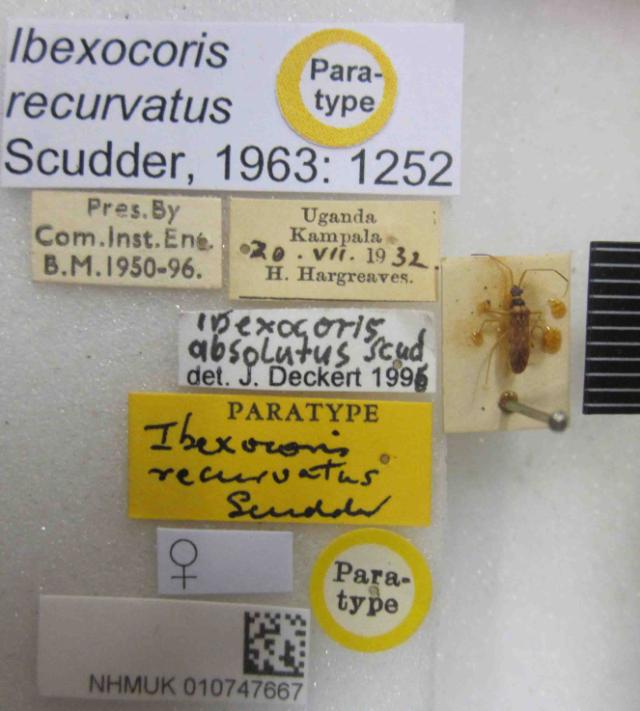 Ibexocoris
recurvatus
Scudder, 1963: 1252
Para-
type
Pres.By
Com.Inst.Ent.
B.M.1950-96.
Uganda
Kampala
20. VII. 1932.
H. Hargreaves.
Ibexocoris
absolutus Scud
det. J. Deckert 1996
PARATYPE
Ibexocoris
recurvatus
Scudder
♀
Para-
type
NHMUK 010747667